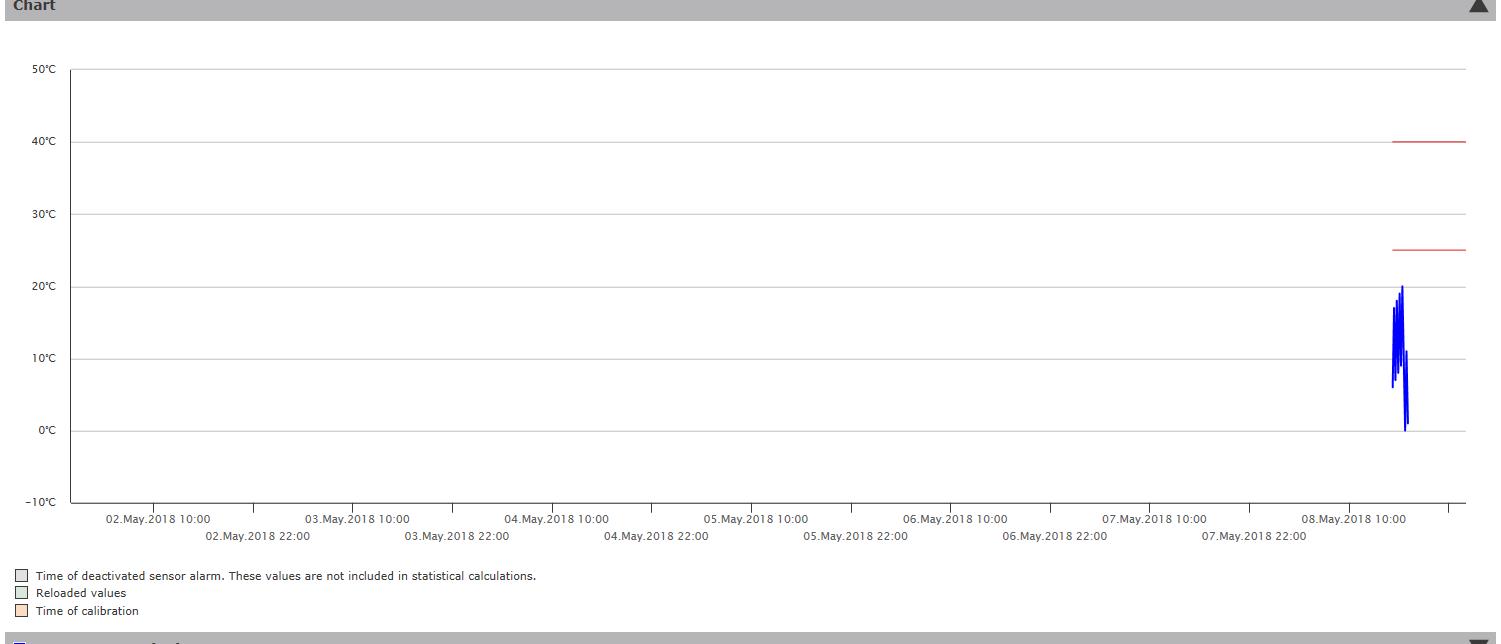 Chart
50°C
40°C
30°C
20°C
10°C
0°C
-10°C
02.May.2018 10:00 03.May.2018 10:00 04.May.2018 10:00 05.May.2018 10:00 06.May.2018 10:00 07.May.2018 10:00 08.May.2018 10:00
02.May.2018 22:00 03.May.2018 22:00 04.May.2018 22:00 05.May.2018 22:00 06.May.2018 22:00 07.May.2018 22:00
Time of deactivated sensor alarm. These values are not included in statistical calculations.
Reloaded values
Time of calibration